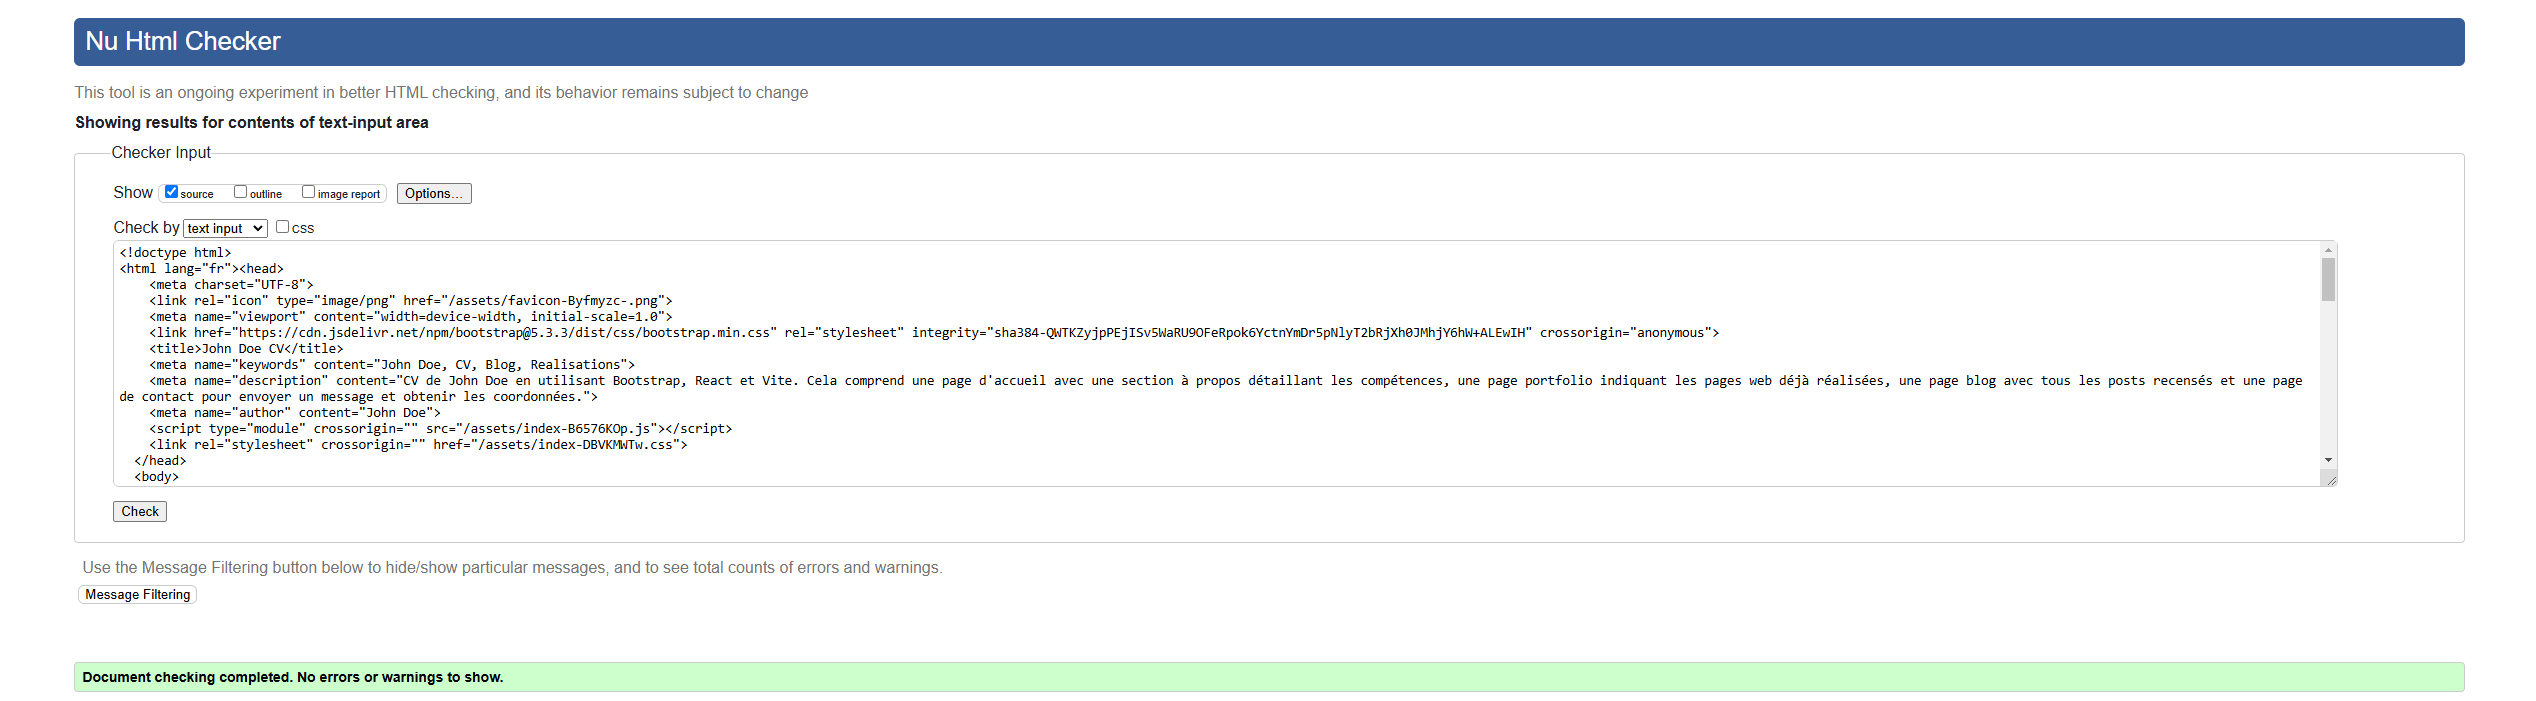 Nu Html Checker
This tool is an ongoing experiment in better HTML checking, and its behavior remains subject to change
Showing results for contents of text-input area
Checker Input
Show source outline image report Options...
Check by text input css
<!doctype html>
<html lang="fr"><head>
<meta charset="UTF-8">
<link rel="icon" type="image/png" href="/assets/favicon-Byfmyzc-.png">
<meta name="viewport" content="width=device-width, initial-scale=1.0">
<link href="https://cdn.jsdelivr.net/npm/bootstrap@5.3.3/dist/css/bootstrap.min.css" rel="stylesheet" integrity="sha384-QWTKZyjpPEjISv5WaRU9OFeRpok6YctnYmDr5pNlyT2bRjXh0JMhjY6hW+ALEwIH" crossorigin="anonymous">
<title>John Doe CV</title>
<meta name="keywords" content="John Doe, CV, Blog, Realisations">
<meta name="description" content="CV de John Doe en utilisant Bootstrap, React et Vite. Cela comprend une page d'accueil avec une section à propos détaillant les compétences, une page portfolio indiquant les pages web déjà réalisées, une page blog avec tous les posts recensés et une page
de contact pour envoyer un message et obtenir les coordonnées.">
<meta name="author" content="John Doe">
<script type="module" crossorigin="" src="/assets/index-B6576KOp.js"></script>
<link rel="stylesheet" crossorigin="" href="/assets/index-DBVKMWTw.css">
</head>
<body>
Check
Use the Message Filtering button below to hide/show particular messages, and to see total counts of errors and warnings.
Message Filtering
Document checking completed. No errors or warnings to show.